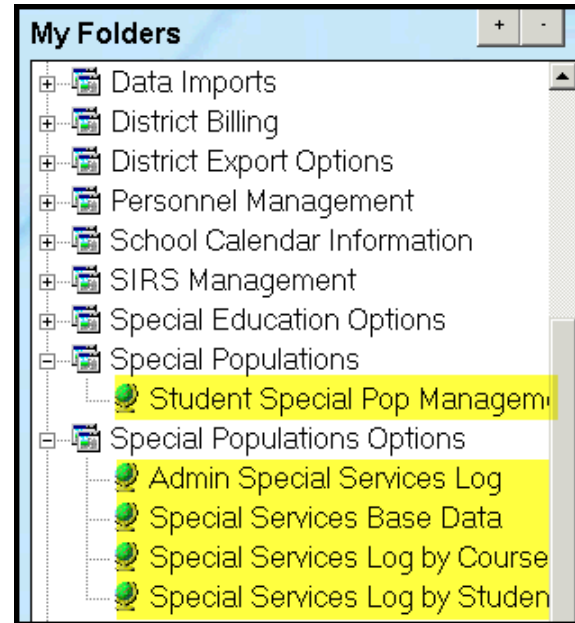 My Folders + -
Data Imports
District Billing
District Export Options
Personnel Management
School Calendar Information
SIRS Management
Special Education Options
Special Populations
Student Special Pop Managem
Special Populations Options
Admin Special Services Log
Special Services Base Data
Special Services Log by Course
Special Services Log by Studen